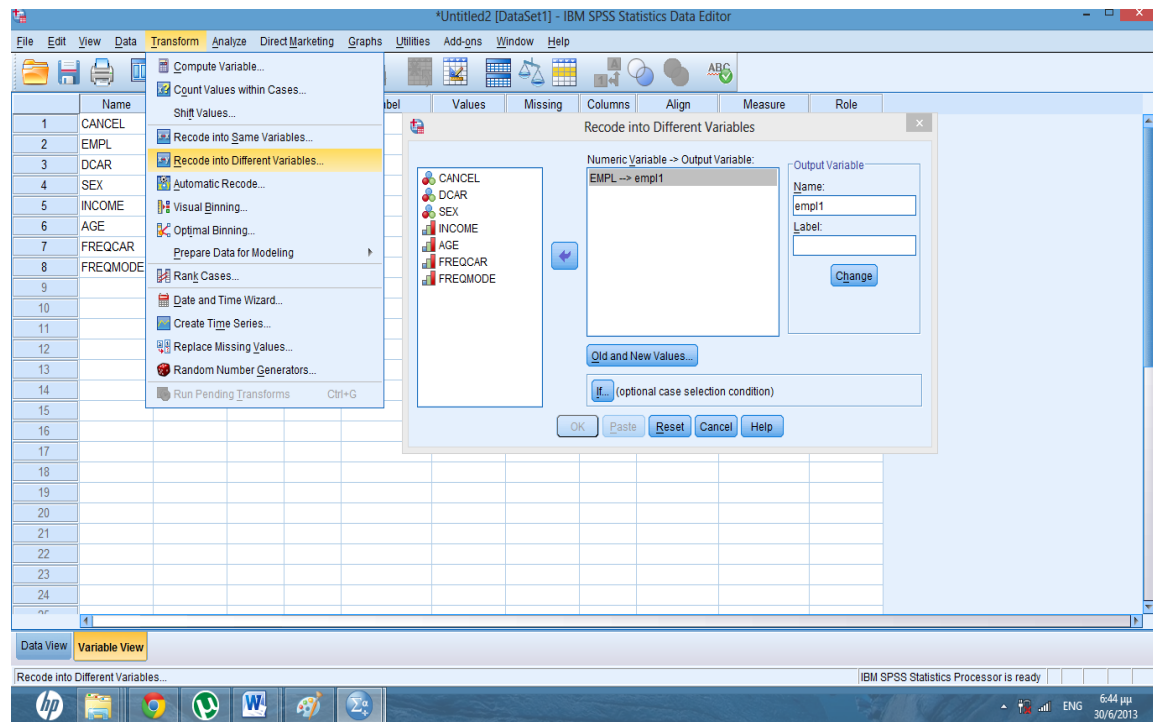 *Untitled2 [DataSet1] - IBM SPSS Statistics Data Editor
File Edit View Data Transform Analyze Direct Marketing Graphs Utilities Add-ons Window Help
Name Values Missing Columns Align Measure Role
1 CANCEL
2 EMPL
3 DCAR
4 SEX
5 INCOME
6 AGE
7 FREQCAR
8 FREQMODE
9
10
11
12
13
14
15
16
17
18
19
20
21
22
23
24
Compute Variable...
Count Values within Cases...
Shift Values...
Recode into Same Variables...
Recode into Different Variables...
Automatic Recode...
Visual Binning...
Optimal Binning...
Prepare Data for Modeling
Rank Cases...
Date and Time Wizard...
Create Time Series...
Replace Missing Values...
Random Number Generators...
Run Pending Transforms Ctrl+G
Recode into Different Variables
CANCEL
DCAR
SEX
INCOME
AGE
FREQCAR
FREQMODE
Numeric Variable -> Output Variable:
EMPL --> empl1
Output Variable
Name:
empl1
Label:
Change
Old and New Values...
If... (optional case selection condition)
OK Paste Reset Cancel Help
Data View Variable View
Recode into Different Variables... IBM SPSS Statistics Processor is ready
hp W Σα ENG 6:44 μμ
30/6/2013